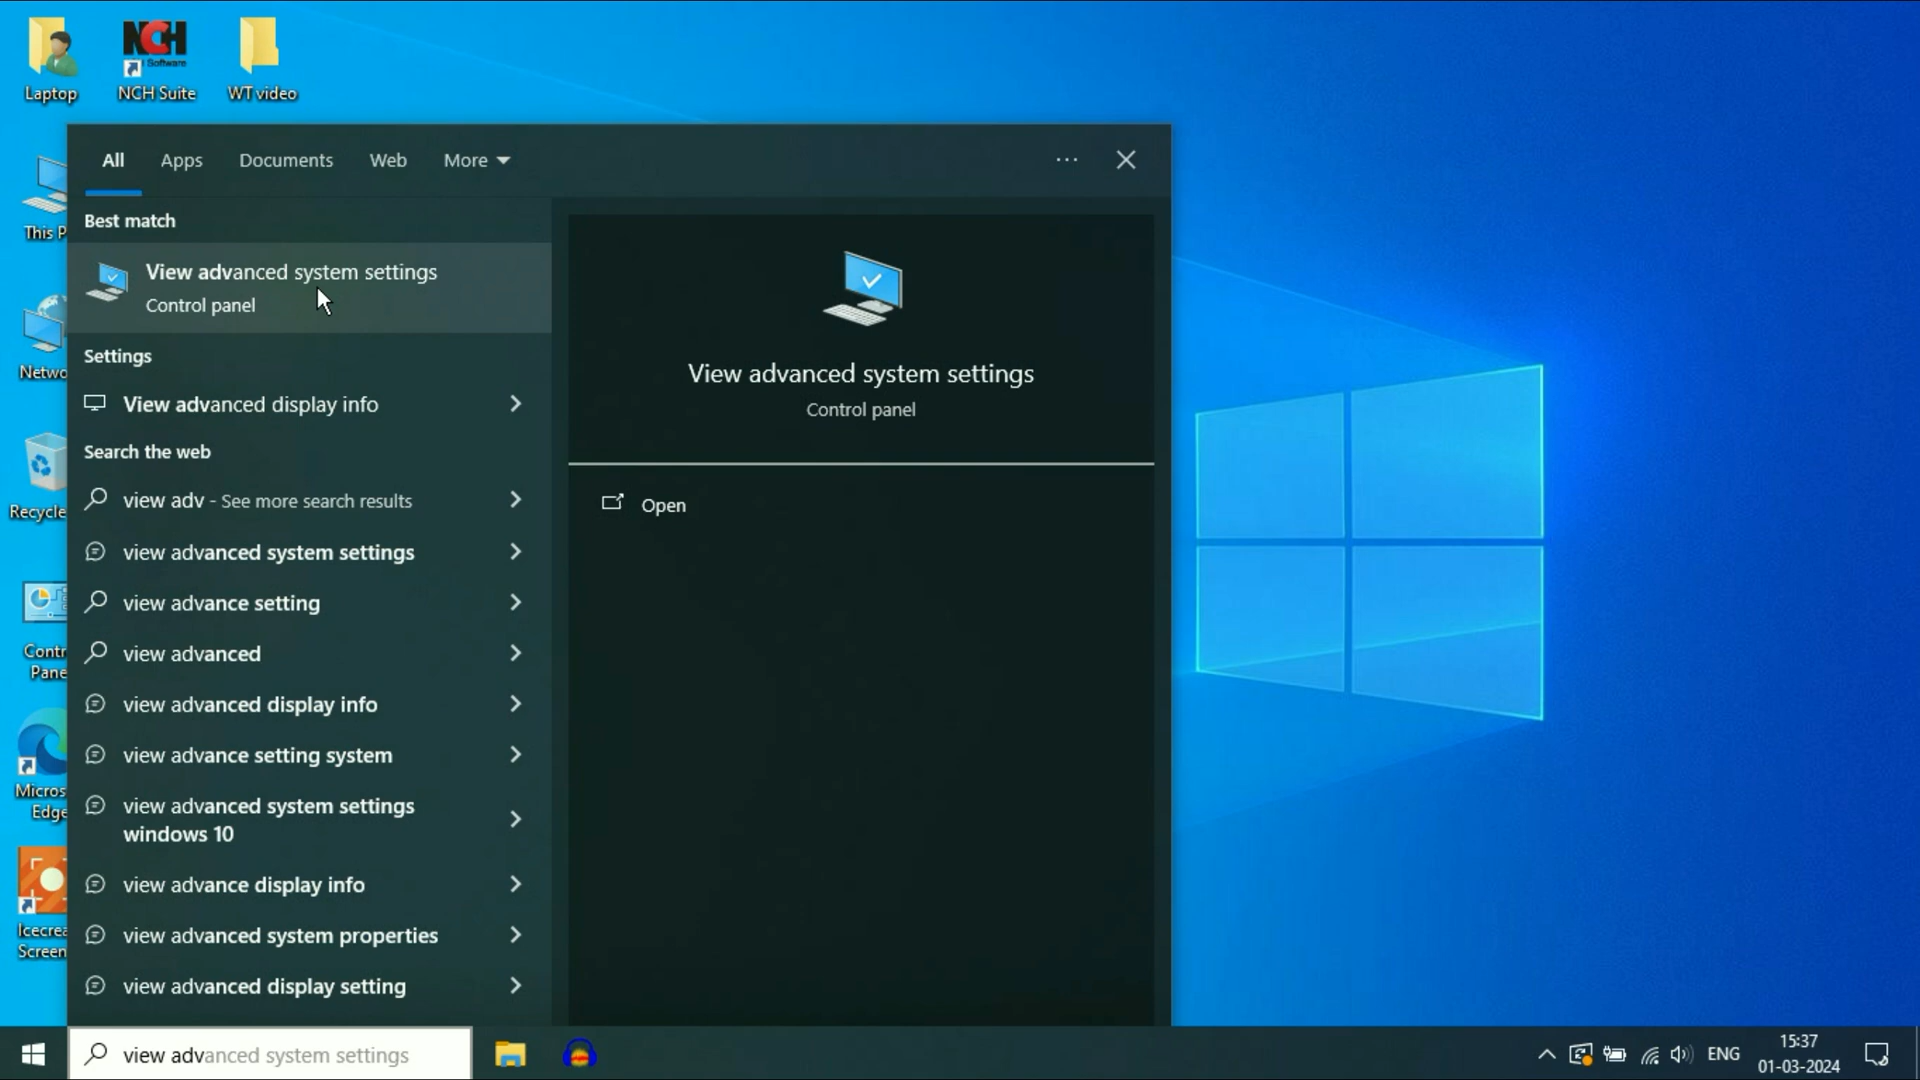 Laptop
NCH
Software
NCH Suite
WT video
All
Apps
Documents
Web
More
Best match
View advanced system settings
Control panel
Settings
View advanced display info
Search the web
view adv - See more search results
view advanced system settings
view advance setting
view advanced
view advanced display info
view advance setting system
view advanced system settings
windows 10
view advance display info
view advanced system properties
view advanced display setting
View advanced system settings
Control panel
Open
This P
Netwo
Recycle
Contr
Pane
Micros
Edge
Icecrea
Screen
view advanced system settings
ENG
15:37
01-03-2024